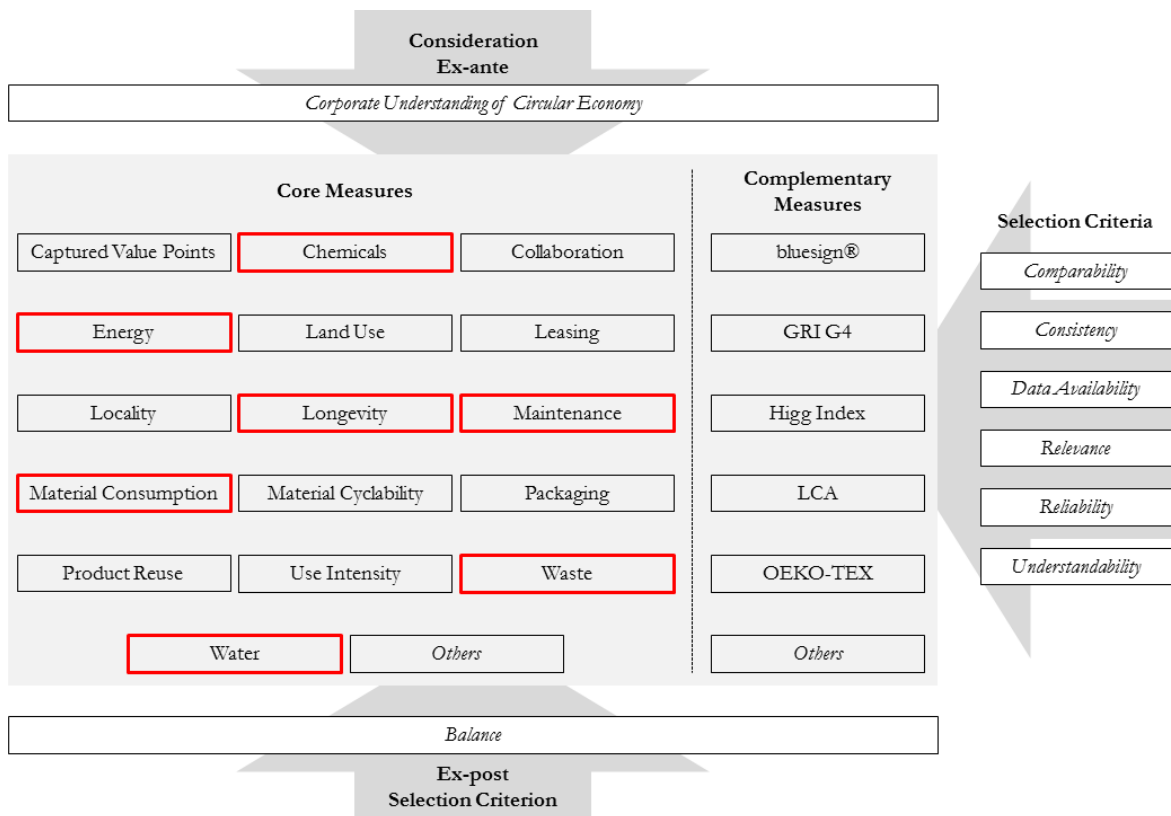 Consideration
Ex-ante
Corporate Understanding of Circular Economy
Core Measures
Complementary
Measures
Selection Criteria
Captured Value Points
Chemicals
Collaboration
bluesign®
Comparability
Energy
Land Use
Leasing
GRI G4
Consistency
Locality
Longevity
Maintenance
Higg Index
Data Availability
Relevance
Material Consumption
Material Cyclability
Packaging
LCA
Reliability
Product Reuse
Use Intensity
Waste
OEKO-TEX
Understandability
Water
Others
Others
Balance
Ex-post
Selection Criterion